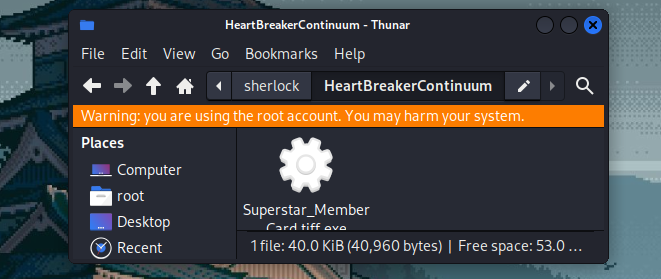 HeartBreakerContinuum - Thunar
File Edit View Go Bookmarks Help
sherlock HeartBreakerContinuum
Warning: you are using the root account. You may harm your system.
Places
Computer
root
Desktop
Recent
Superstar_Member
Card.tiff.exe
1 file: 40.0 KiB (40,960 bytes) | Free space: 53.0 …